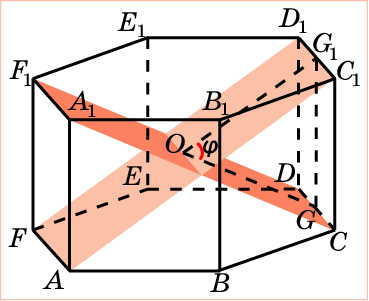 E₁ D₁
G₁
F₁ C₁
A₁ B₁
O φ
E D
F G C
A B